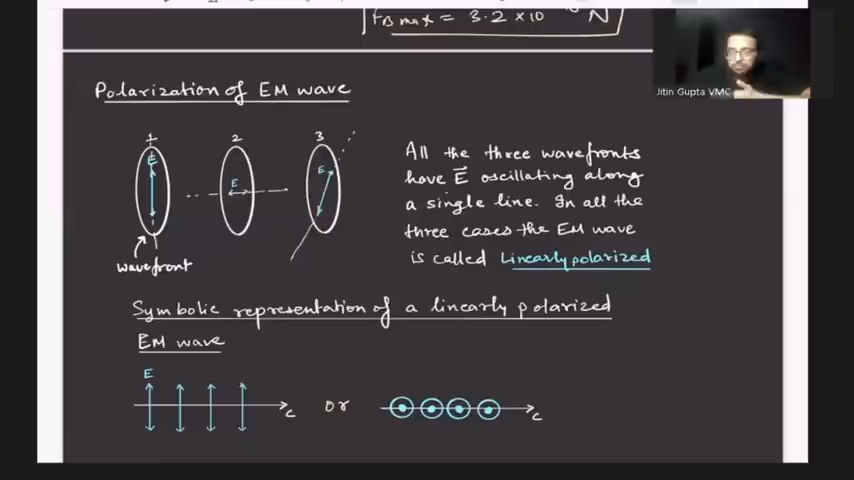 F_B max = 3.2 × 10 N
Jitin Gupta VMC
Polarization of EM wave
1 2 3
E E E
wavefront
All the three wavefronts
have E⃗ oscillating along
a single line. In all the
three cases the EM wave
is called Linearly polarized
Symbolic representation of a linearly polarized
EM wave
E
C or C